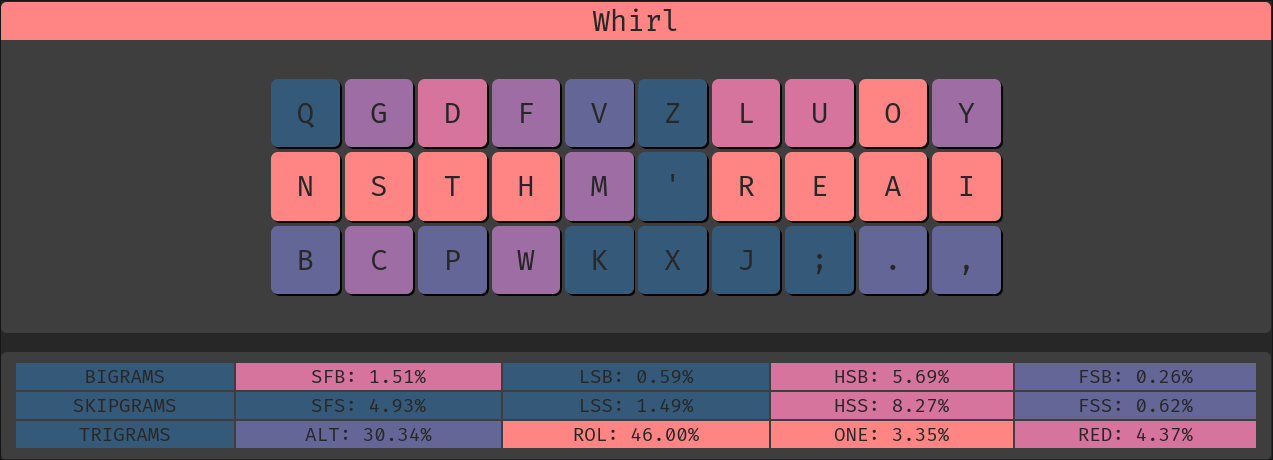 Whirl
Q G D F V Z L U O Y
N S T H M ' R E A I
B C P W K X J ; . ,
BIGRAMS SFB: 1.51% LSB: 0.59% HSB: 5.69% FSB: 0.26%
SKIPGRAMS SFS: 4.93% LSS: 1.49% HSS: 8.27% FSS: 0.62%
TRIGRAMS ALT: 30.34% ROL: 46.00% ONE: 3.35% RED: 4.37%